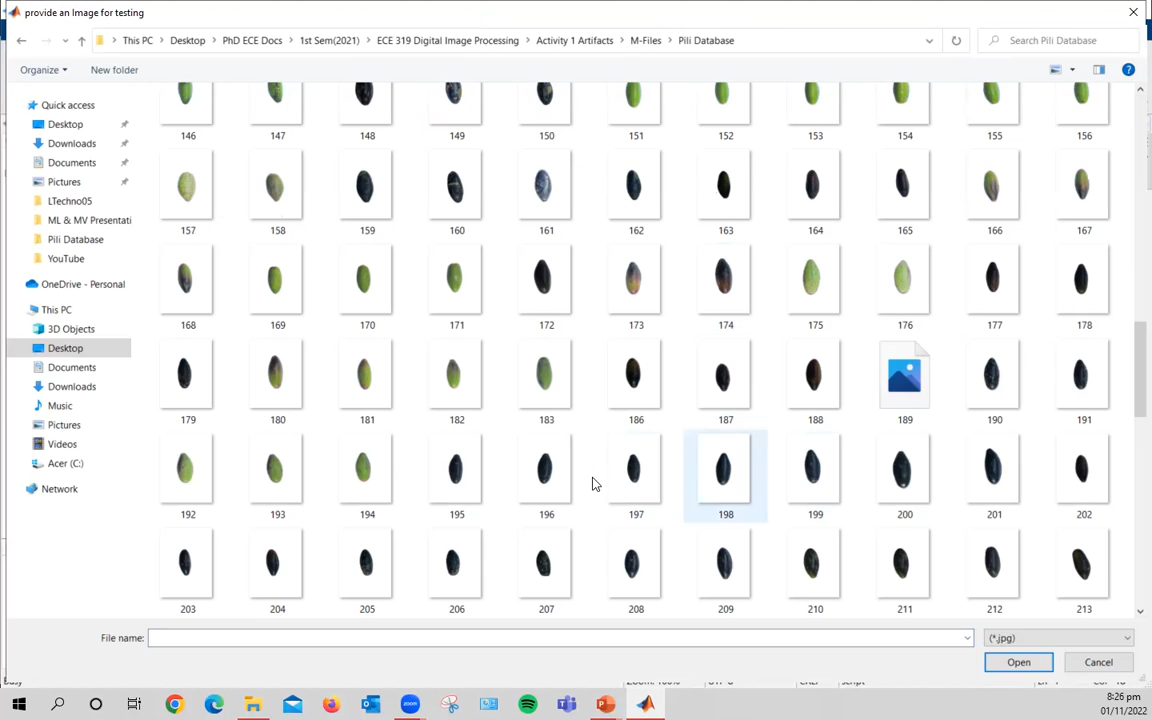 provide an Image for testing
This PC > Desktop > PhD ECE Docs > 1st Sem(2021) > ECE 319 Digital Image Processing > Activity 1 Artifacts > M-Files > Pili Database
Search Pili Database
Organize
New folder
Quick access
Desktop
Downloads
Documents
Pictures
LTechno05
ML & MV Presentati
Pili Database
YouTube
OneDrive - Personal
This PC
3D Objects
Desktop
Documents
Downloads
Music
Pictures
Videos
Acer (C:)
Network
146 147 148 149 150 151 152 153 154 155 156
157 158 159 160 161 162 163 164 165 166 167
168 169 170 171 172 173 174 175 176 177 178
179 180 181 182 183 186 187 188 189 190 191
192 193 194 195 196 197 198 199 200 201 202
203 204 205 206 207 208 209 210 211 212 213
File name:
(*.jpg)
Open
Cancel
zoom
8:26 pm
01/11/2022